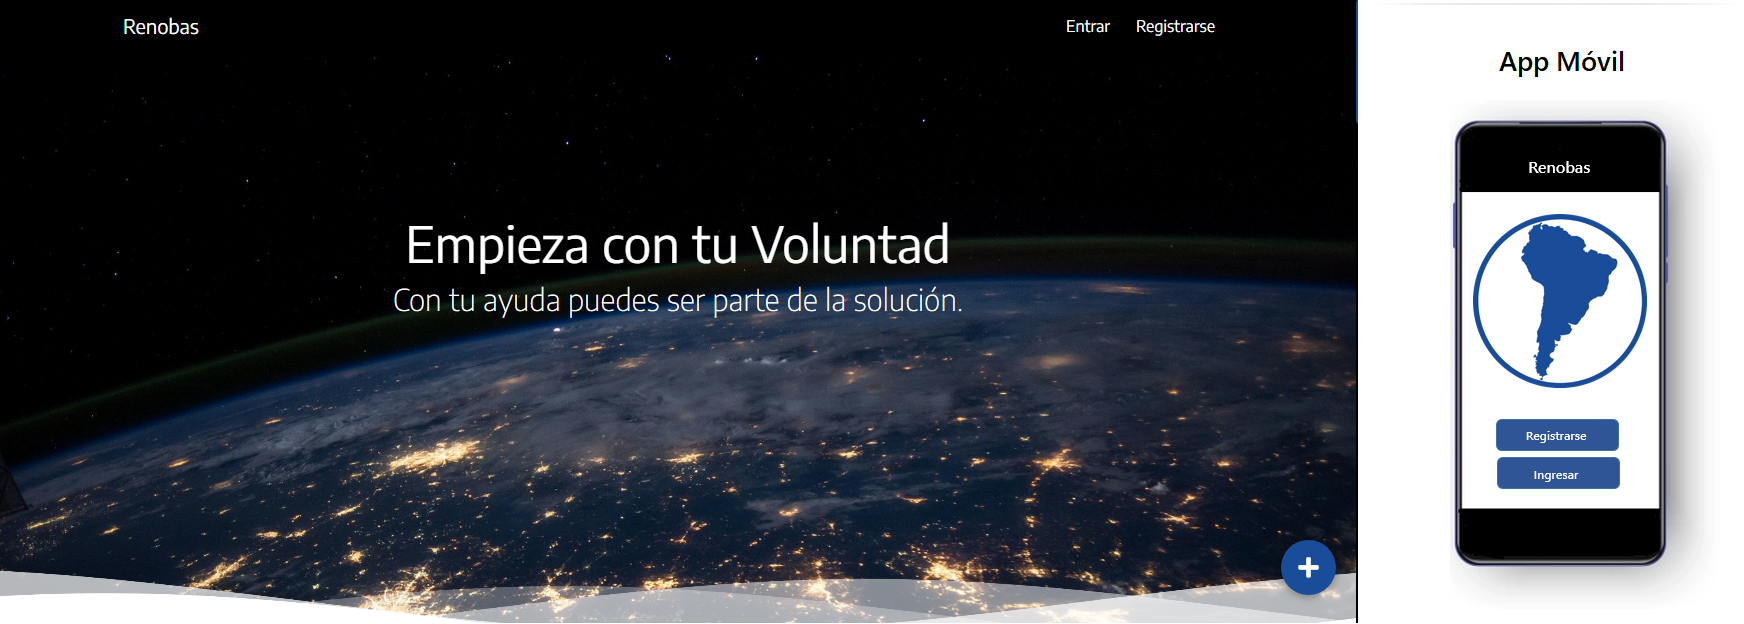 Renobas
Entrar
Registrarse
Empieza con tu Voluntad
Con tu ayuda puedes ser parte de la solución.
App Móvil
Renobas
Registrarse
Ingresar